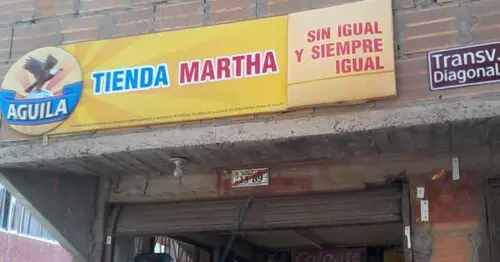 AGUILA
TIENDA MARTHA
SIN IGUAL
Y SIEMPRE
IGUAL
Transv.
Diagonal